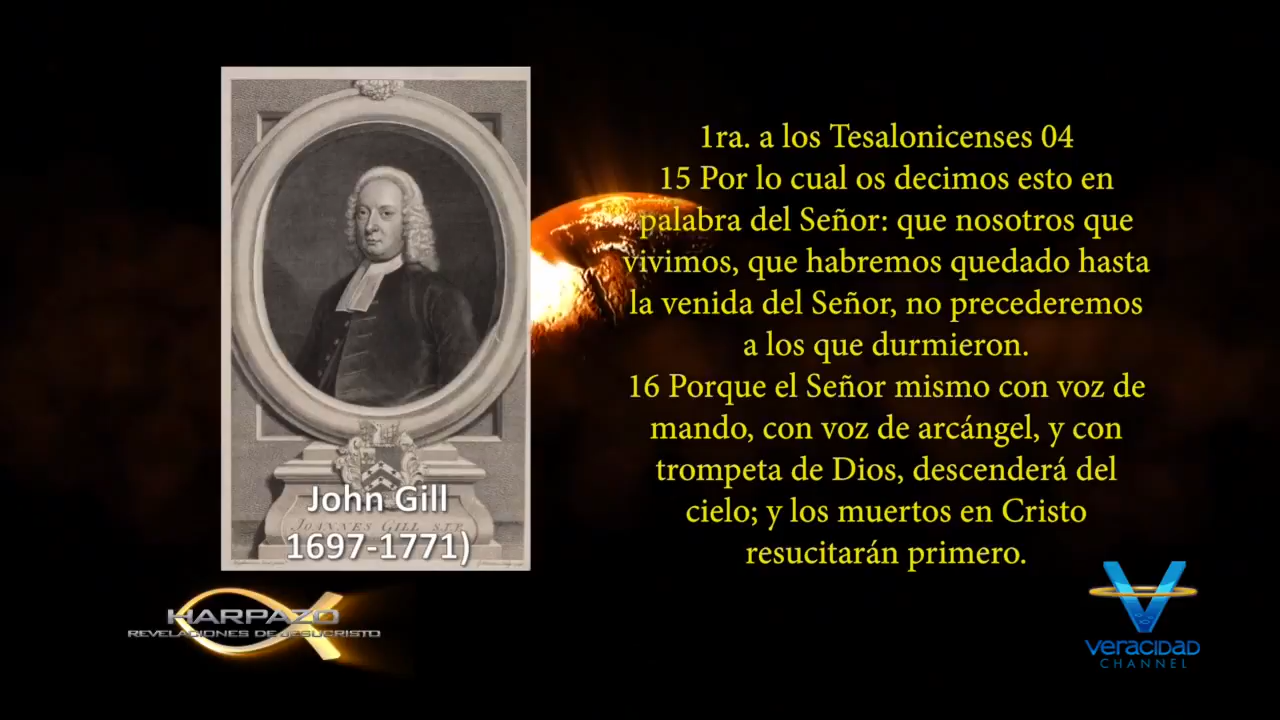 1ra. a los Tesalonicenses 04
15 Por lo cual os decimos esto en
palabra del Señor: que nosotros que
vivimos, que habremos quedado hasta
la venida del Señor, no precederemos
a los que durmieron.
16 Porque el Señor mismo con voz de
mando, con voz de arcángel, y con
trompeta de Dios, descenderá del
cielo; y los muertos en Cristo
resucitarán primero.
John Gill
JOANNES GILL S.T.P.
1697-1771)
HARPAZO
REVELACIONES DE JESUCRISTO
VERACIDAD
CHANNEL